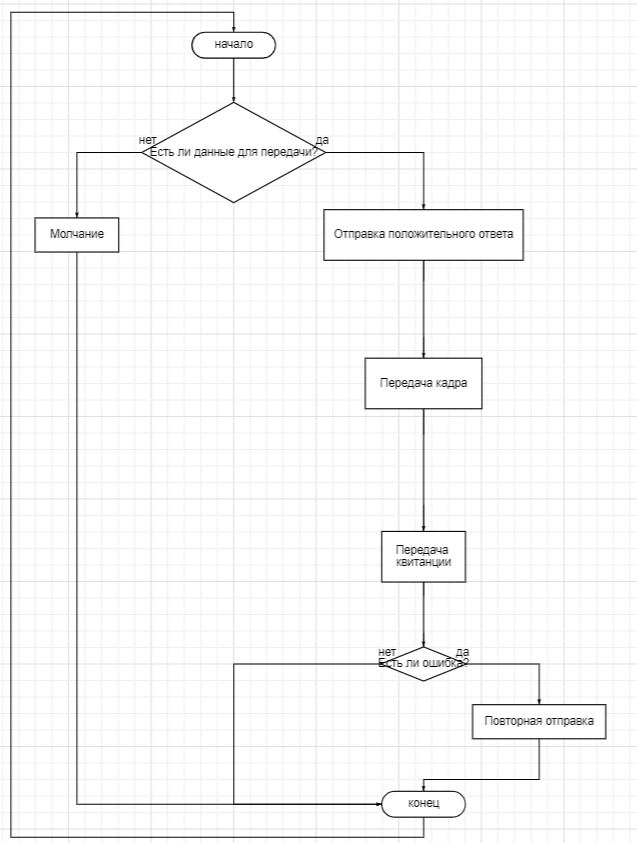 начало
нет
да
Есть ли данные для передачи?
Молчание
Отправка положительного ответа
Передача кадра
Передача
квитанции
нет
да
Есть ли ошибка?
Повторная отправка
конец